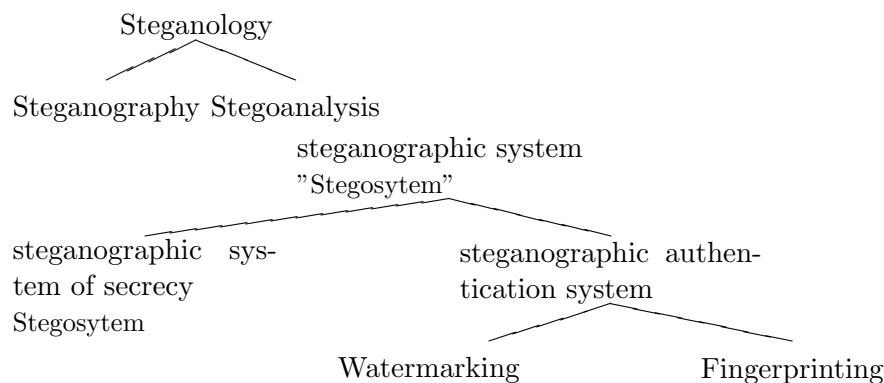 Steganology
Steganography Stegoanalysis
steganographic system
”Stegosytem”
steganographic sys-
tem of secrecy
Stegosytem
steganographic authen-
tication system
Watermarking
Fingerprinting